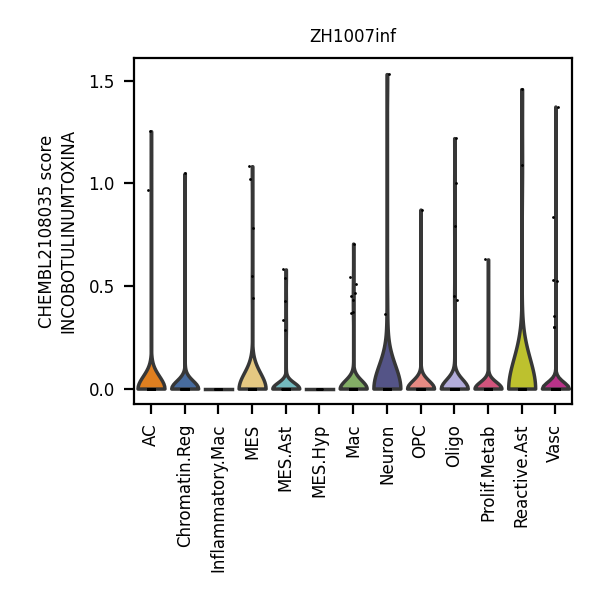 ZH1007inf
CHEMBL2108035 score
INCOBOTULINUMTOXINA
1.5
1.0
0.5
0.0
AC
Chromatin.Reg
Inflammatory.Mac
MES
MES.Ast
MES.Hyp
Mac
Neuron
OPC
Oligo
Prolif.Metab
Reactive.Ast
Vasc